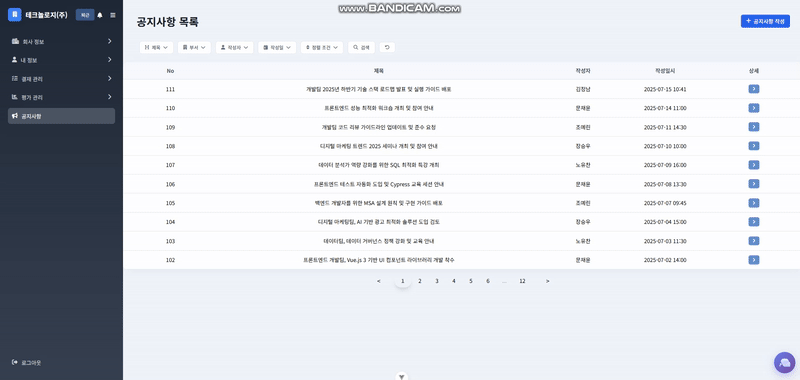 www.BANDICAM.com
테크놀로지(주)
퇴근
회사 정보
내 정보
결재 관리
평가 관리
공지사항
로그아웃
공지사항 목록
+ 공지사항 작성
제목
부서
작성자
작성일
정렬 조건
검색
No 제목 작성자 작성일시 상세
111 개발팀 2025년 하반기 기술 스택 로드맵 발표 및 실행 가이드 배포 김장남 2025-07-15 10:41
110 프론트엔드 성능 최적화 워크숍 개최 및 참여 안내 문재윤 2025-07-14 11:00
109 개발팀 코드 리뷰 가이드라인 업데이트 및 준수 요청 조예린 2025-07-11 14:30
108 디지털 마케팅 트렌드 2025 세미나 개최 및 참여 안내 장승우 2025-07-10 10:00
107 데이터 분석가 역량 강화를 위한 SQL 최적화 특강 개최 노유찬 2025-07-09 16:00
106 프론트엔드 테스트 자동화 도입 및 Cypress 교육 세션 안내 문재윤 2025-07-08 13:30
105 백엔드 개발자를 위한 MSA 설계 원칙 및 구현 가이드 배포 조예린 2025-07-07 09:45
104 디지털 마케팅팀, AI 기반 광고 최적화 솔루션 도입 검토 장승우 2025-07-04 15:00
103 데이터팀, 데이터 거버넌스 정책 강화 및 교육 안내 노유찬 2025-07-03 11:30
102 프론트엔드 개발팀, Vue.js 3 기반 UI 컴포넌트 라이브러리 개발 착수 문재윤 2025-07-02 14:00
< 1 2 3 4 5 6 ... 12 >